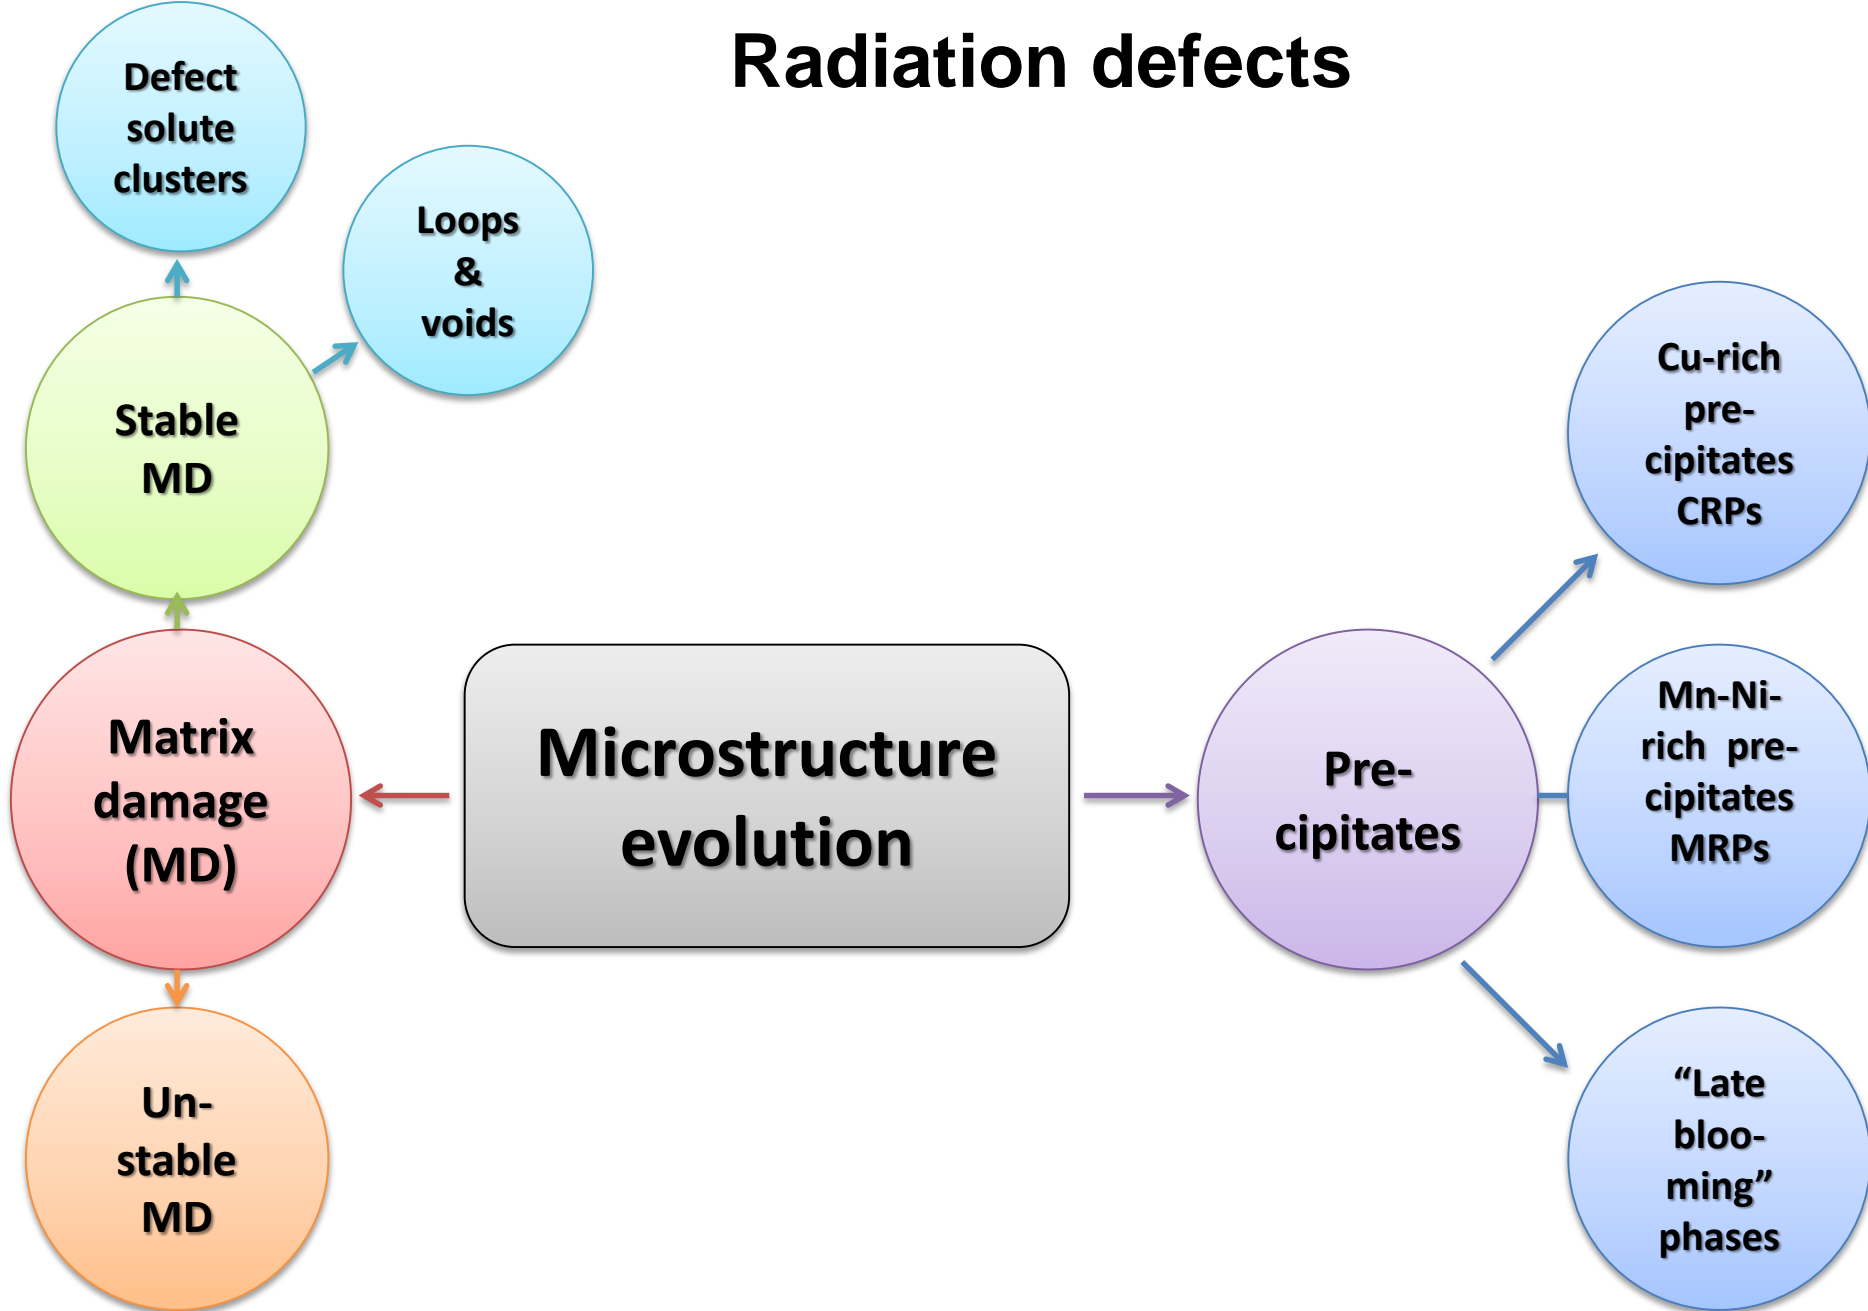 Radiation defects
Defect
solute
clusters
Loops
&
voids
Stable
MD
Matrix
damage
(MD)
Un-
stable
MD
Microstructure
evolution
Pre-
cipitates
Cu-rich
pre-
cipitates
CRPs
Mn-Ni-
rich pre-
cipitates
MRPs
“Late
bloo-
ming”
phases